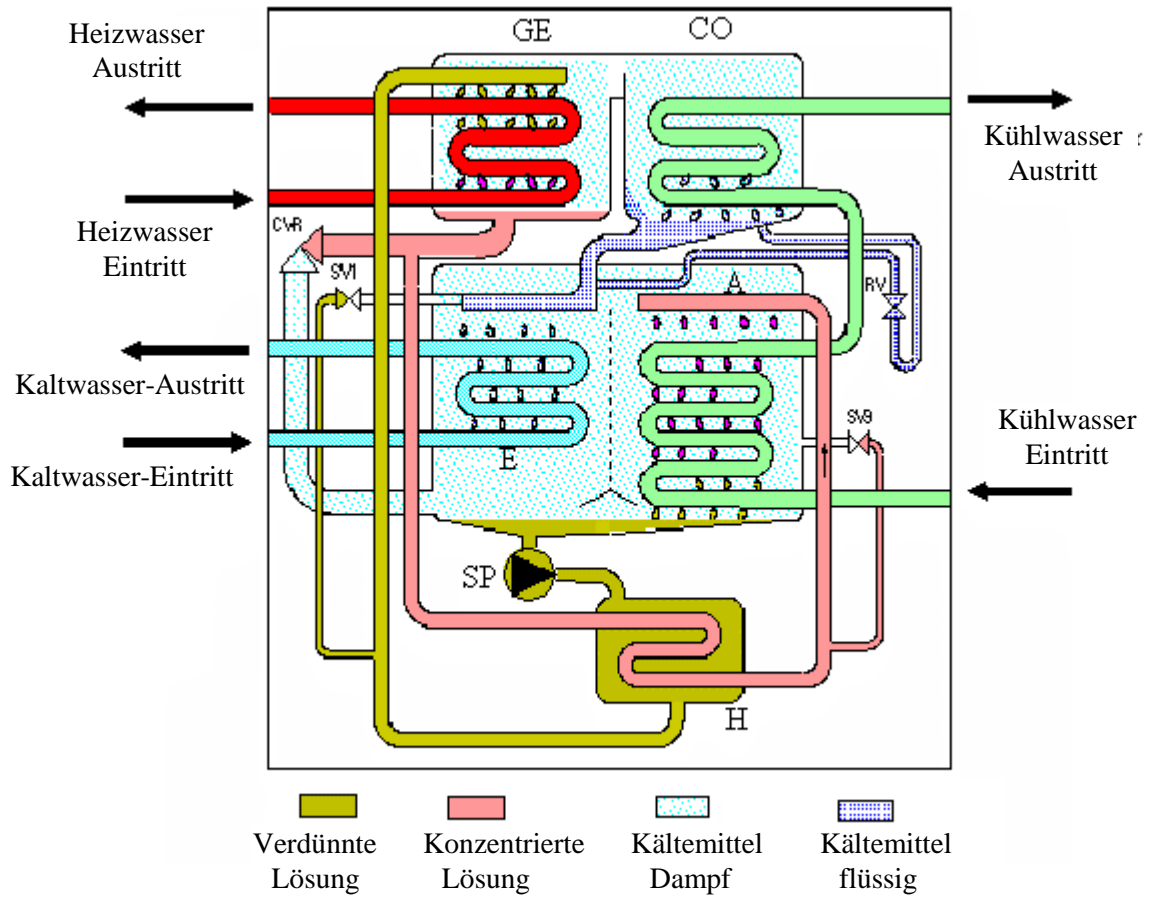 GE
CO
Heizwasser
Austritt
Kühlwasser
Austritt
Heizwasser
Eintritt
CWR
SV1
A
RV
Kaltwasser-Austritt
SV9
Kühlwasser
Eintritt
E
Kaltwasser-Eintritt
SP
H
Verdünnte
Lösung
Konzentrierte
Lösung
Kältemittel
Dampf
Kältemittel
flüssig